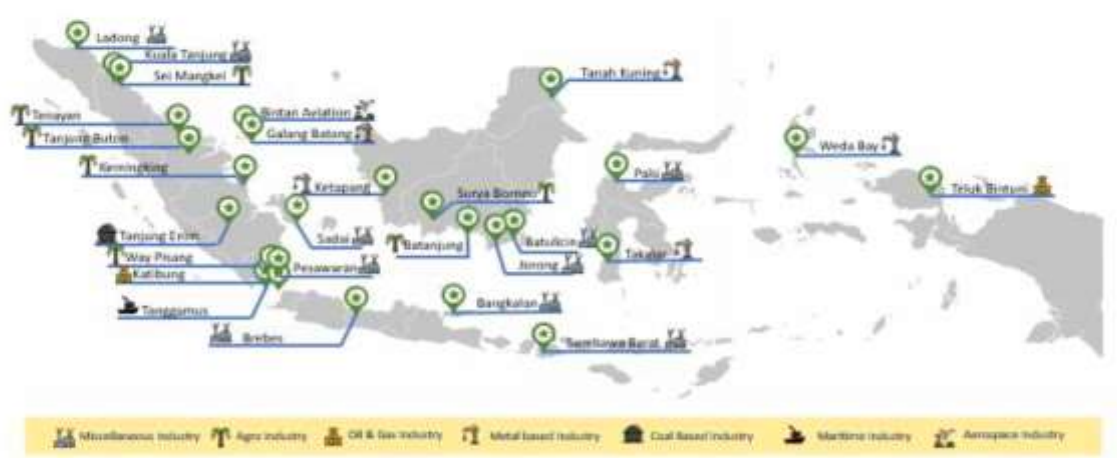 Ladong
Kuala Tanjung
Sei Mangkei
Tanah Kuning
Tenayan
Bintan Aviation
Tanjung Buton
Galang Batang
Weda Bay
Kemingking
Palu
Ketapang
Surya Borneo
Teluk Bintuni
Tanjung Enim
Sadai
Batanjung
Batulicin
Way Pisang
Jorong
Takalar
Katibung
Pesawaran
Tanggamus
Bangkalan
Brebes
Sumbawa Barat
Miscellaneous Industry Agro Industry Oil & Gas Industry Metal based Industry Coal Based Industry Maritime Industry Aerospace Industry